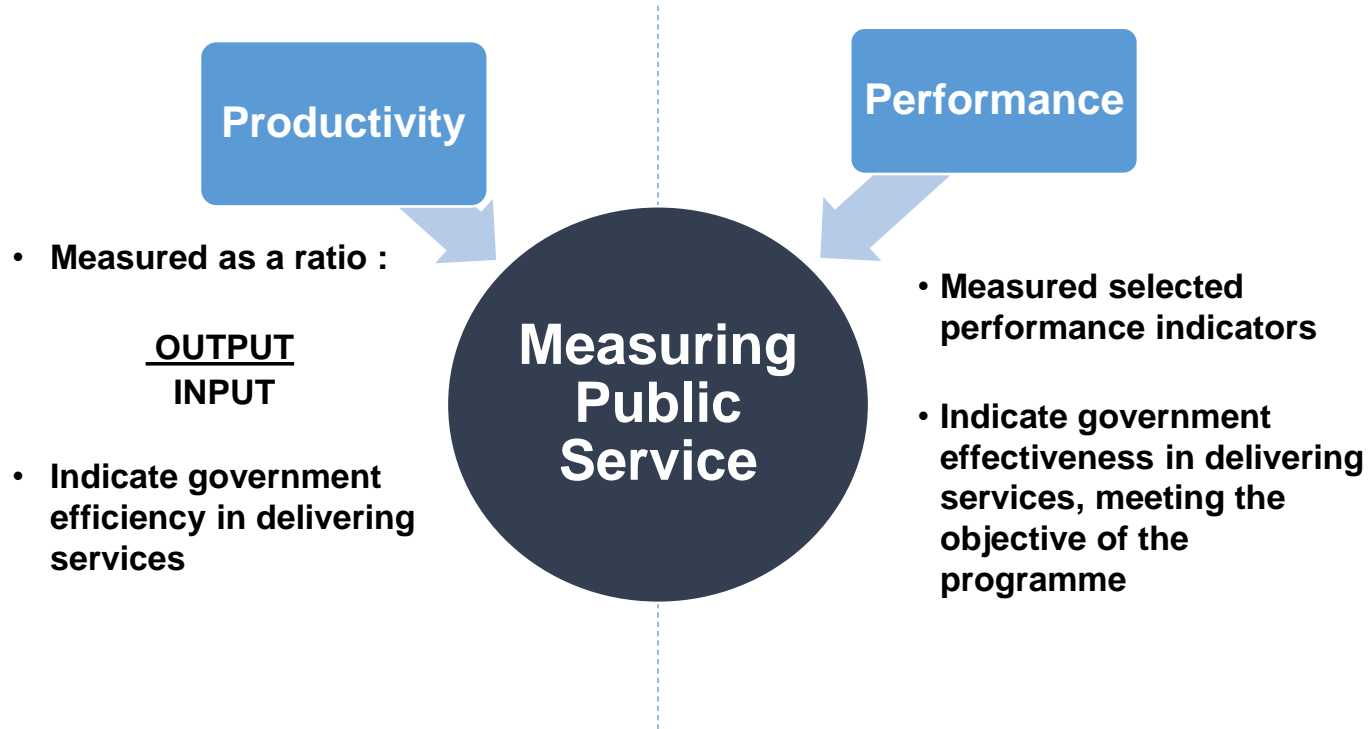 Productivity
Performance
• Measured as a ratio :
OUTPUT
INPUT
• Indicate government
efficiency in delivering
services
Measuring
Public
Service
• Measured selected
performance indicators
• Indicate government
effectiveness in delivering
services, meeting the
objective of the
programme